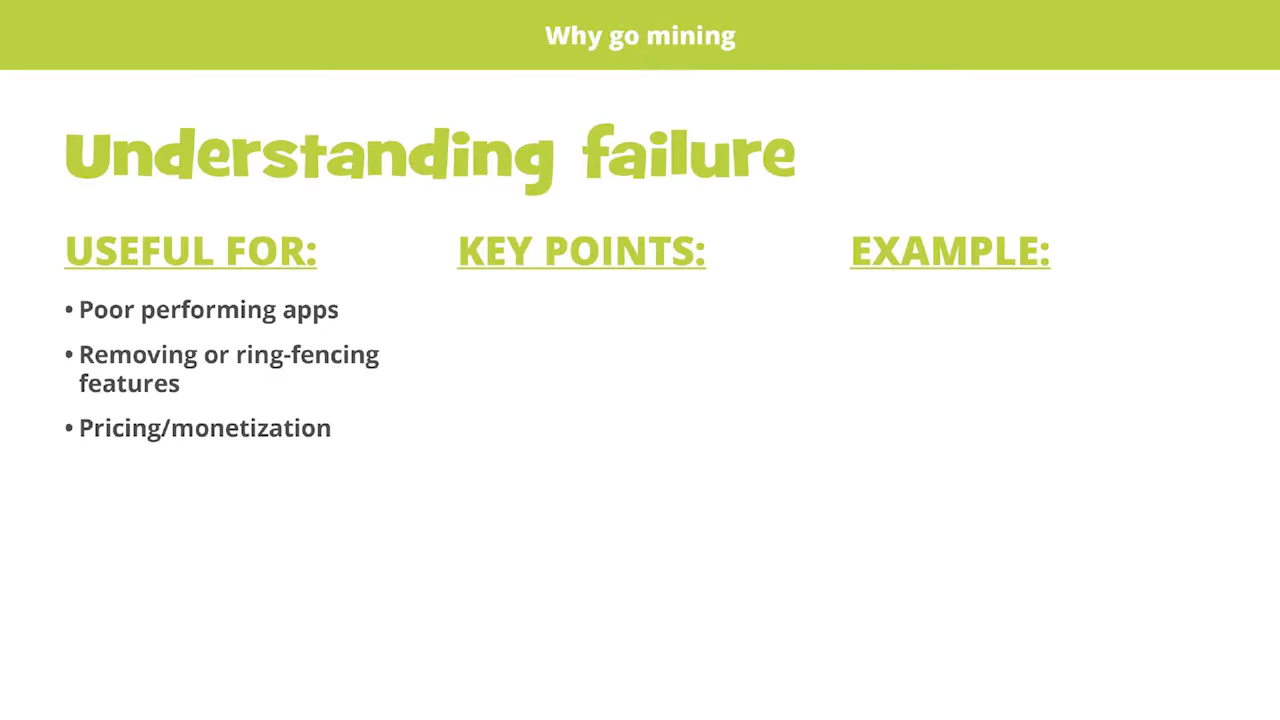 Why go mining
Understanding failure
USEFUL FOR:
• Poor performing apps
• Removing or ring-fencing
features
• Pricing/monetization
KEY POINTS:
EXAMPLE: